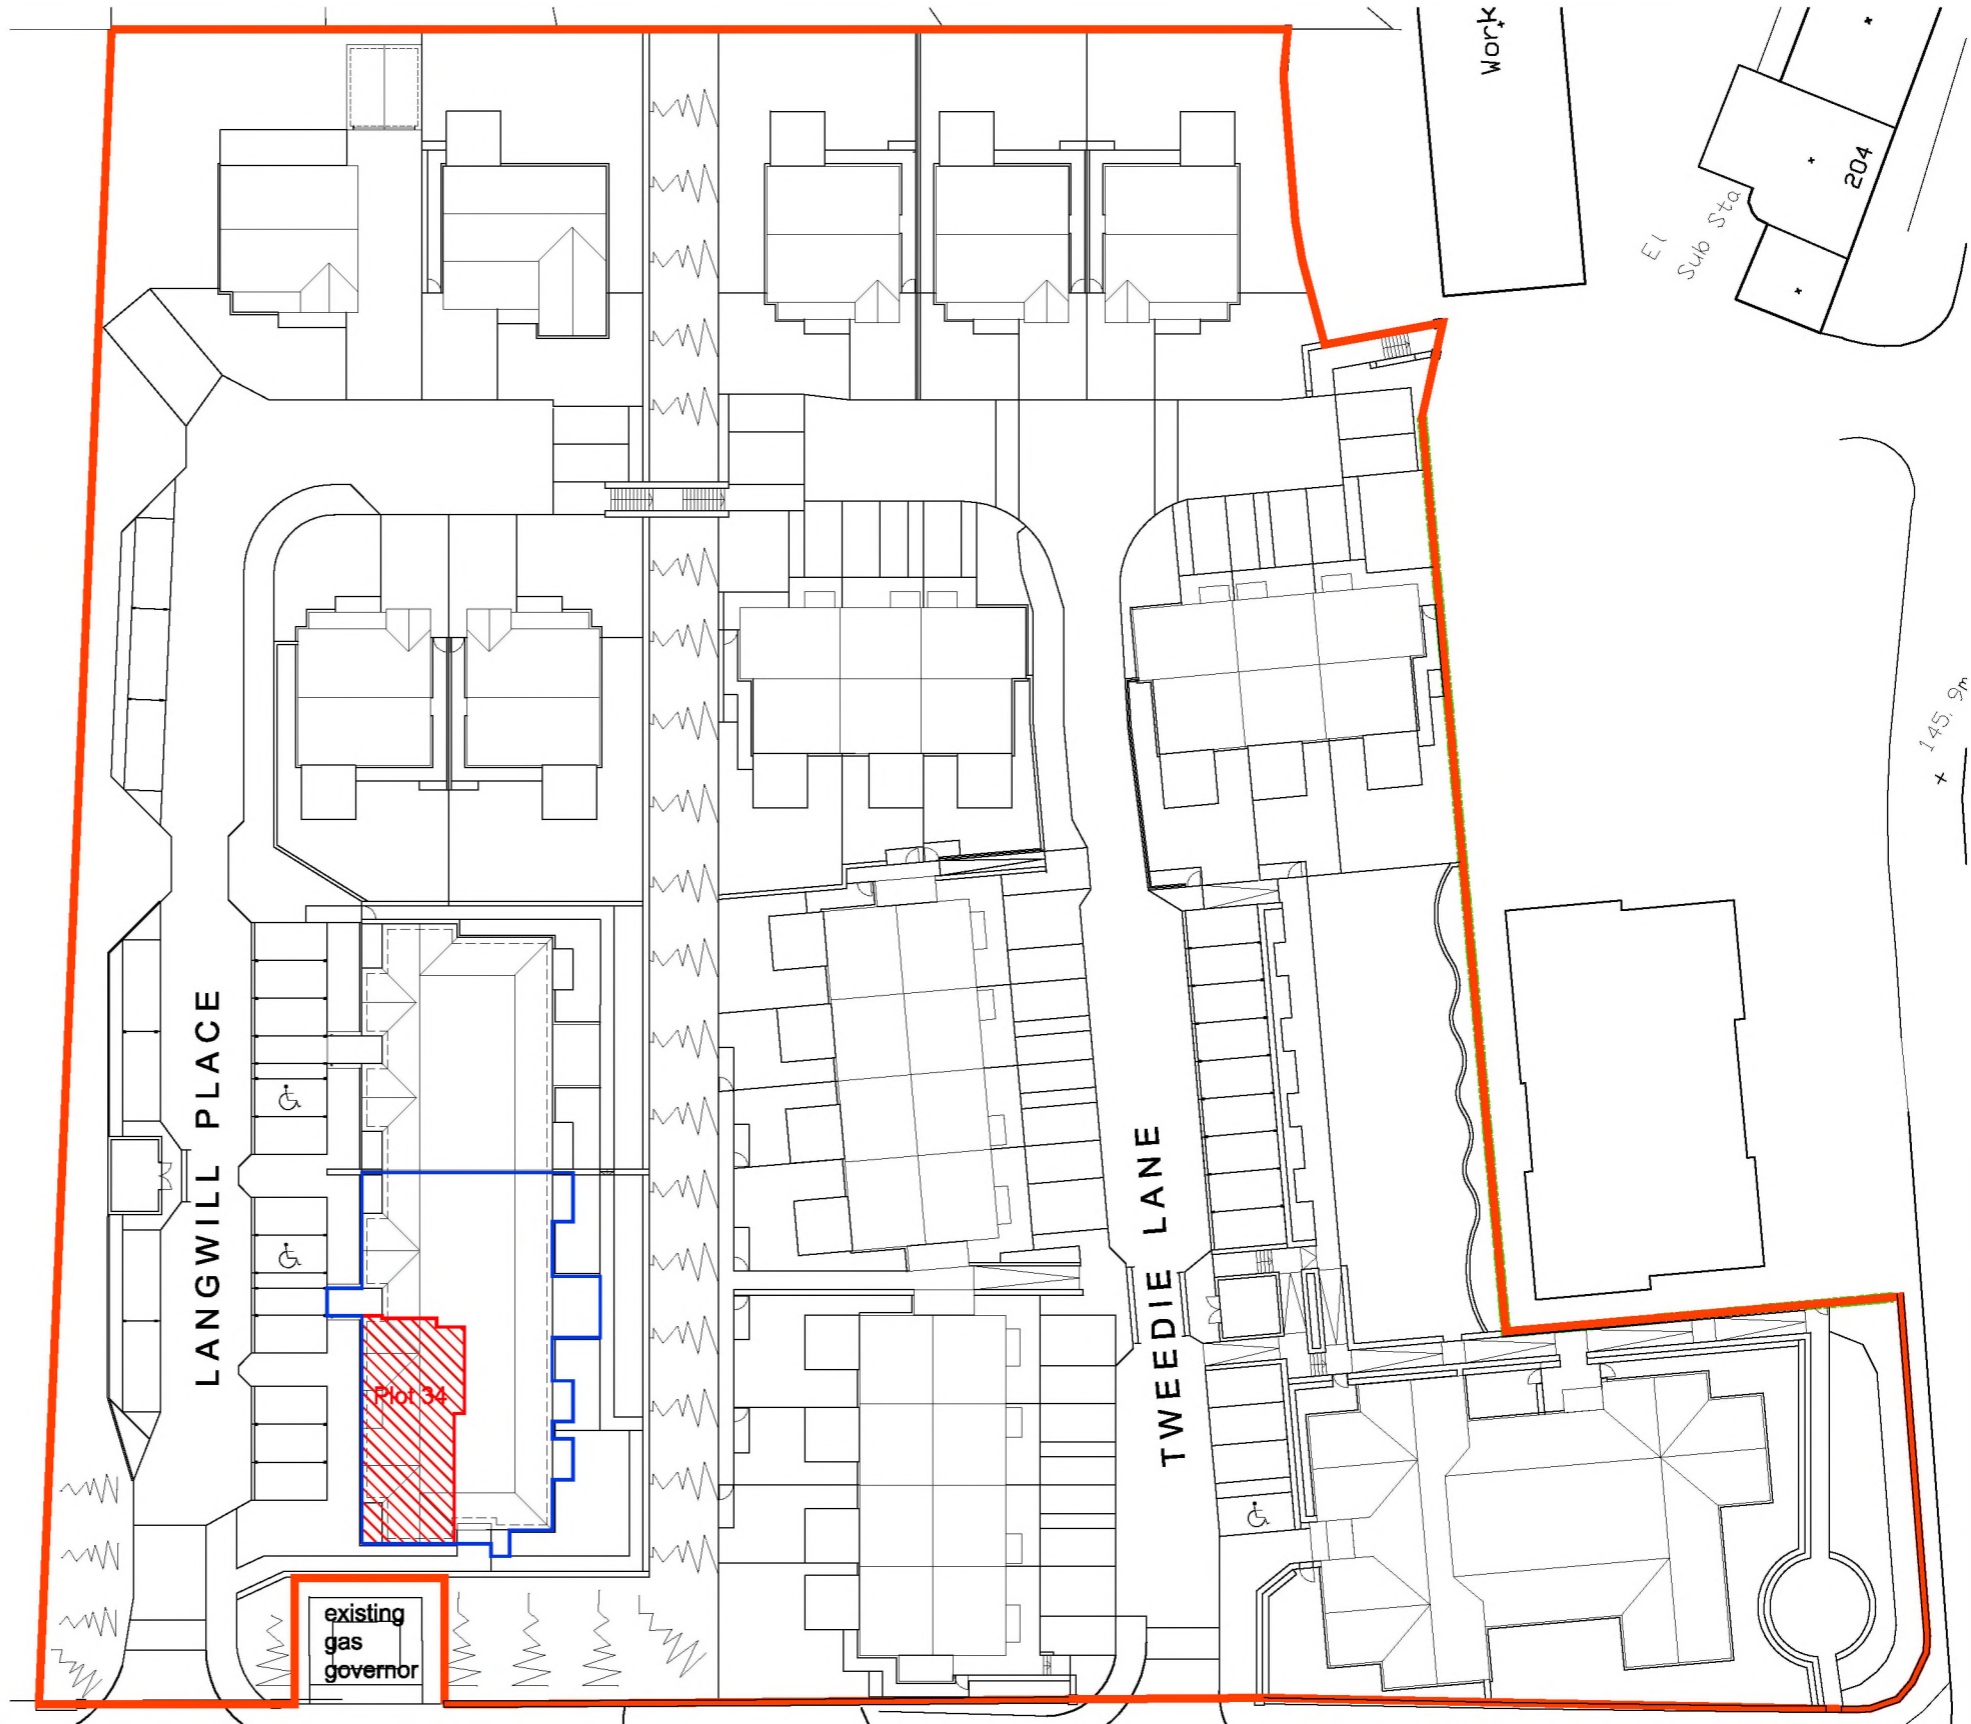 Work
204
El
Sub Sta
145.9m
LANGWILL PLACE
TWEEDIE LANE
Plot 34
existing
gas
governor